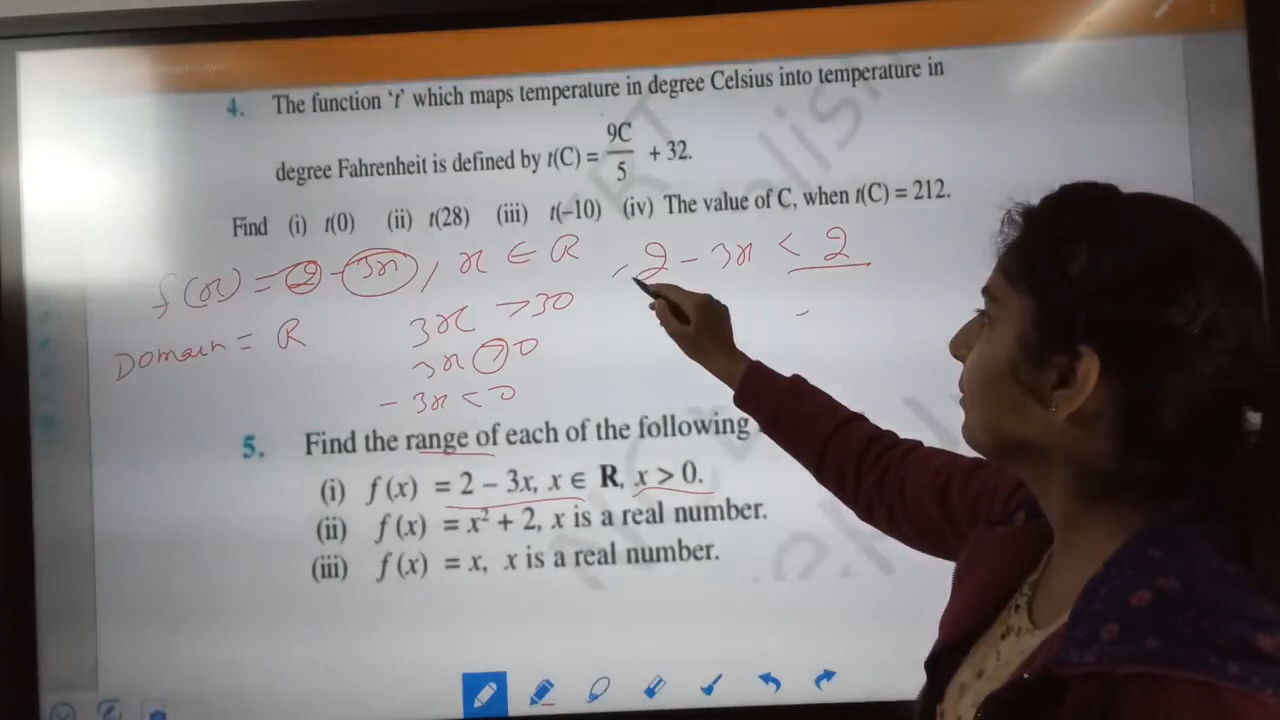 4. The function ‘t’ which maps temperature in degree Celsius into temperature in
degree Fahrenheit is defined by t(C) = 9C/5 + 32.
Find (i) t(0) (ii) t(28) (iii) t(–10) (iv) The value of C, when t(C) = 212.
f(x) = 2 - 3x, x ∈ R
2 - 3x < 2
Domain = R
3x > 30
3x > 0
- 3x < 0
5. Find the range of each of the following
(i) f(x) = 2 – 3x, x ∈ R, x > 0.
(ii) f(x) = x² + 2, x is a real number.
(iii) f(x) = x, x is a real number.